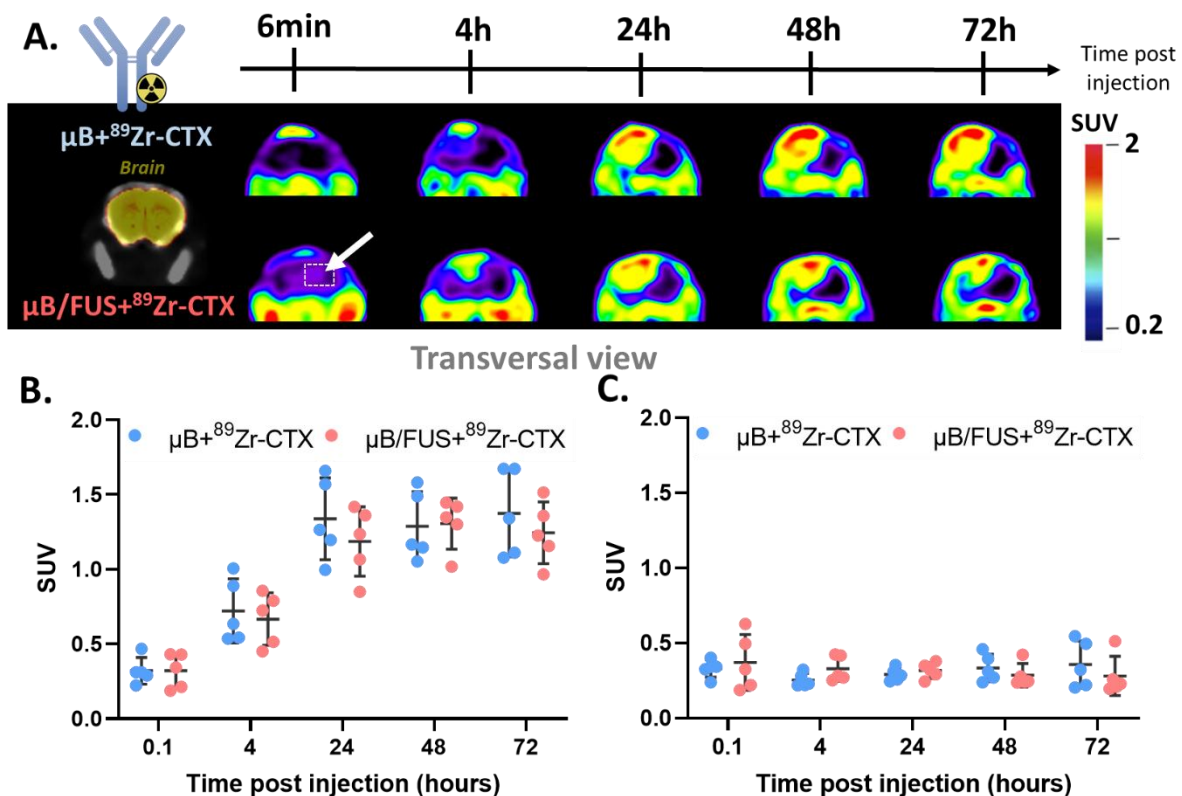 A.
6min 4h 24h 48h 72h
Time post
injection
µB+⁸⁹Zr-CTX
Brain
µB/FUS+⁸⁹Zr-CTX
SUV
2
0.2
Transversal view
B.
µB+⁸⁹Zr-CTX µB/FUS+⁸⁹Zr-CTX
2.0
1.5
1.0
0.5
0.0
SUV
0.1 4 24 48 72
Time post injection (hours)
C.
µB+⁸⁹Zr-CTX µB/FUS+⁸⁹Zr-CTX
2.0
1.5
1.0
0.5
0.0
SUV
0.1 4 24 48 72
Time post injection (hours)